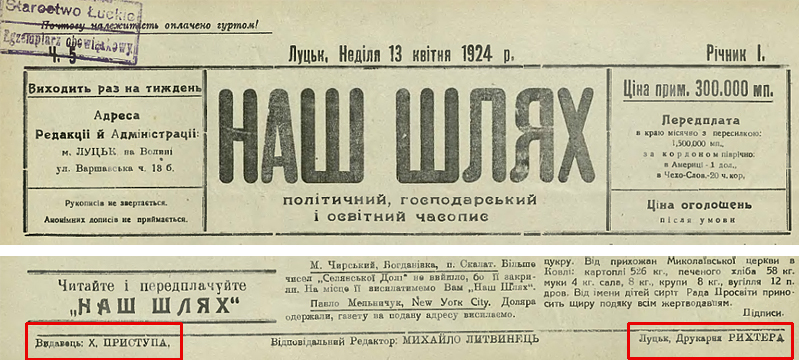 Starostwo Łuckie
Egzemplarz obowiązkowy
Почтову належитість оплачено гуртом!
Ч. 5
Луцьк, Неділя 13 квітня 1924 р.
Річник І.
Виходить раз на тиждень
Адреса
Редакції й Адміністрації:
м. ЛУЦЬК на Волині
ул. Варшавська ч. 18 б.
Рукописів не звертається.
Анонімних дописів не приймається.
НАШ ШЛЯХ
політичний, господарський
і освітний часопис
Ціна прим. 300.000 мп.
Передплата
в краю місячно з пересилкою:
1,500.000 мп.,
за кордоном піврічно:
в Америці - 1 дол.,
в Чехо-Слов.-20 ч. кор.
Ціна оголошень
після умови
Читайте і передплачуйте
„НАШ ШЛЯХ"
М. Чирський, Богданівка, п. Скалат. Більше
чисел „Селянської Долі" не вийшло, бо її закри-
ли. На місце її висилатимемо Вам „Наш Шлях".
Павло Мельничук, New York City. Доляра
одержали, газету на подану адресу висилаємо.
цукру. Від прихожан Миколаївської церкви в
Ковлі: картоплі 526 кг., печеного хліба 58 кг.
муки 4 кг. сала, 8 кг., крупи 8 кг., вугілля 12 п.
дров. Від імени дітей сиріт Рада Просвіти прино-
сить щиру подяку всім жертводавцям.
Підписи.
Видавець: Х. ПРИСТУПА.
Відповідальний Редактор: МИХАЙЛО ЛИТВИНЕЦЬ
Луцьк, Друкарня РИХТЕРА.